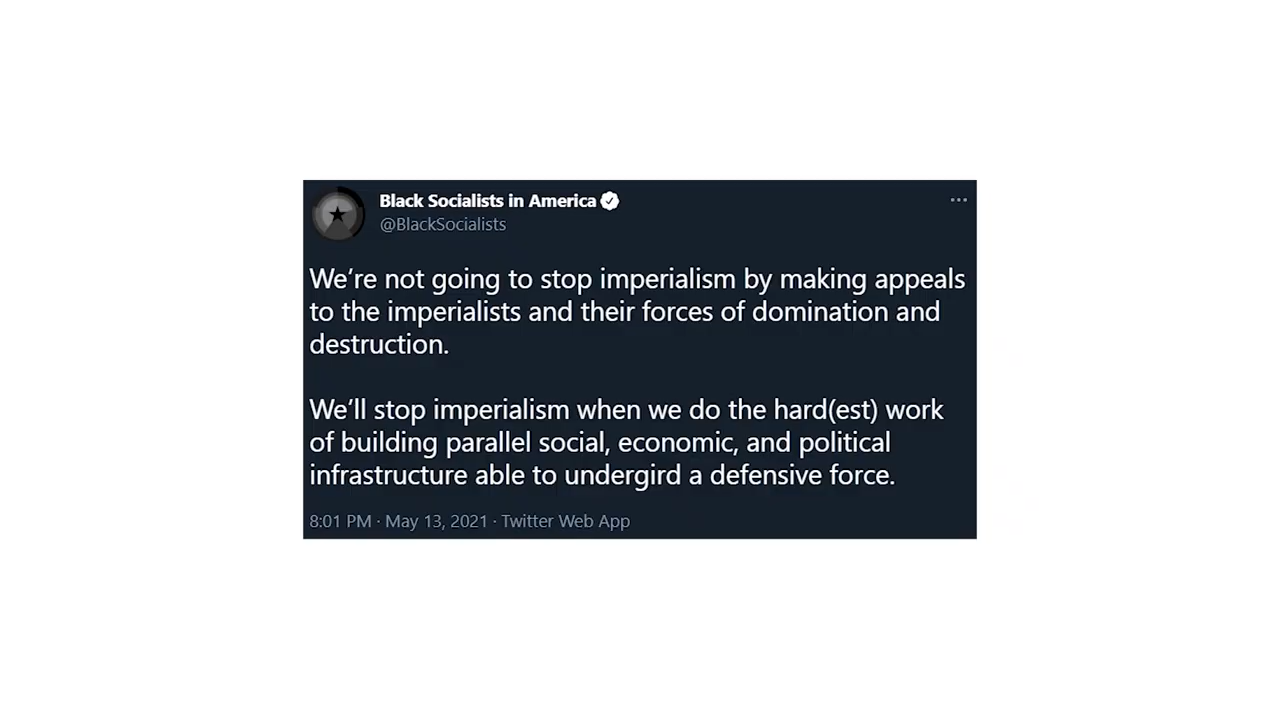 Black Socialists in America
@BlackSocialists
We’re not going to stop imperialism by making appeals
to the imperialists and their forces of domination and
destruction.
We’ll stop imperialism when we do the hard(est) work
of building parallel social, economic, and political
infrastructure able to undergird a defensive force.
8:01 PM · May 13, 2021 · Twitter Web App